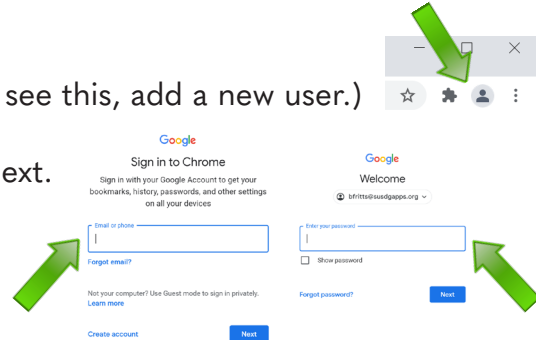 see this, add a new user.)
ext.
Google
Sign in to Chrome
Sign in with your Google Account to get your
bookmarks, history, passwords, and other settings
on all your devices
Email or phone
Forgot email?
Not your computer? Use Guest mode to sign in privately.
Learn more
Create account
Next
Google
Welcome
bfritts@susdgapps.org
Enter your password
Show password
Forgot password?
Next